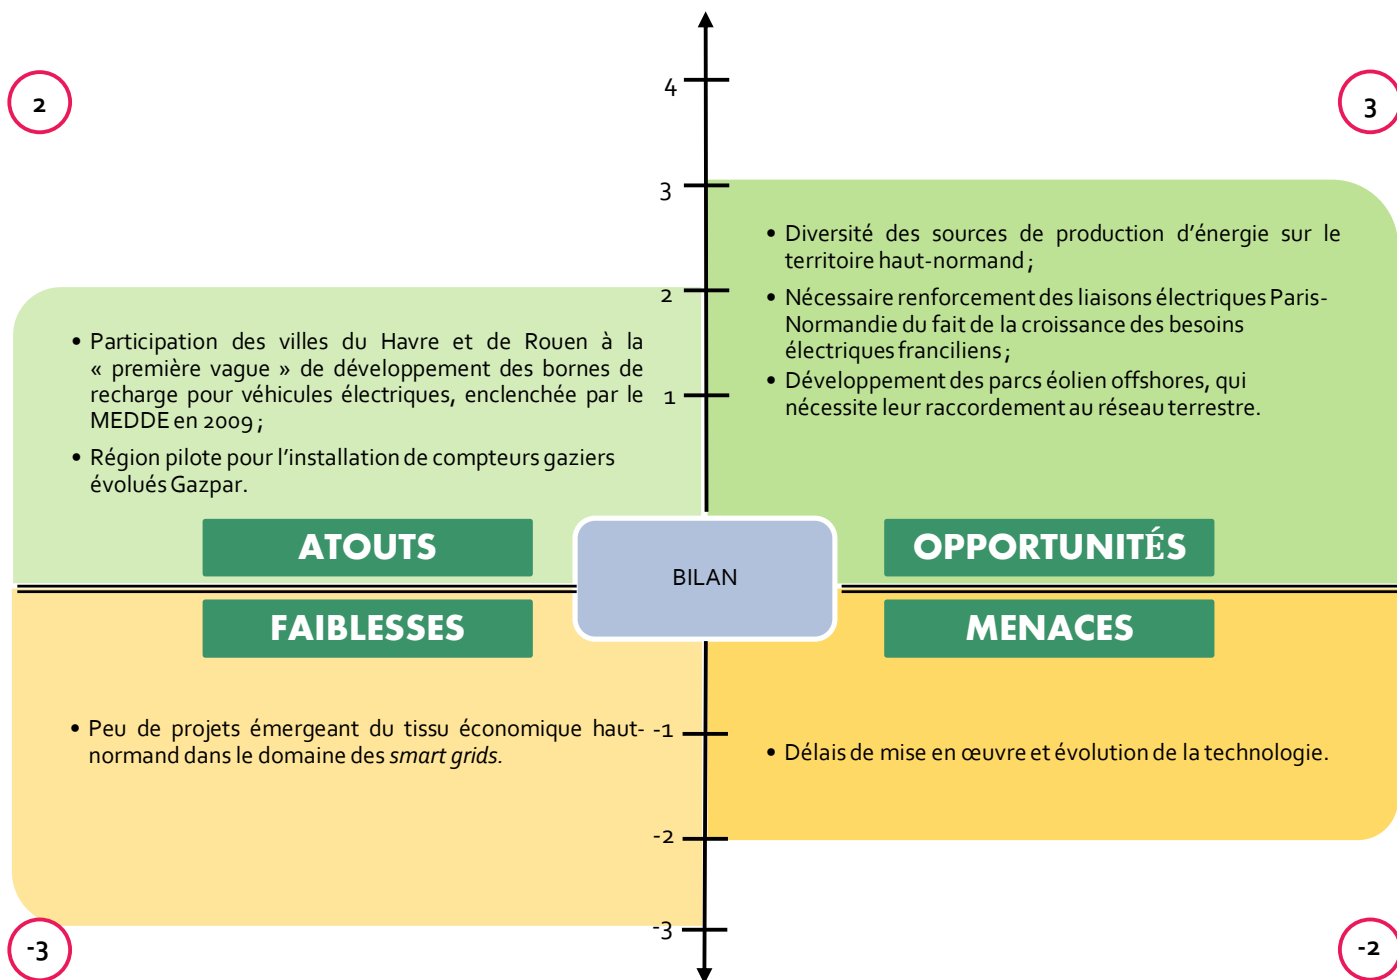 2
3
4
3
2
1
• Participation des villes du Havre et de Rouen à la
« première vague » de développement des bornes de
recharge pour véhicules électriques, enclenchée par le
MEDDE en 2009 ;
• Région pilote pour l'installation de compteurs gaziers
évolués Gazpar.
• Diversité des sources de production d'énergie sur le
territoire haut-normand ;
• Nécessaire renforcement des liaisons électriques Paris-
Normandie du fait de la croissance des besoins
électriques franciliens ;
• Développement des parcs éolien offshores, qui
nécessite leur raccordement au réseau terrestre.
ATOUTS
OPPORTUNITÉS
BILAN
FAIBLESSES
MENACES
• Peu de projets émergeant du tissu économique haut-
normand dans le domaine des smart grids.
• Délais de mise en œuvre et évolution de la technologie.
-1
-2
-3
-3
-2